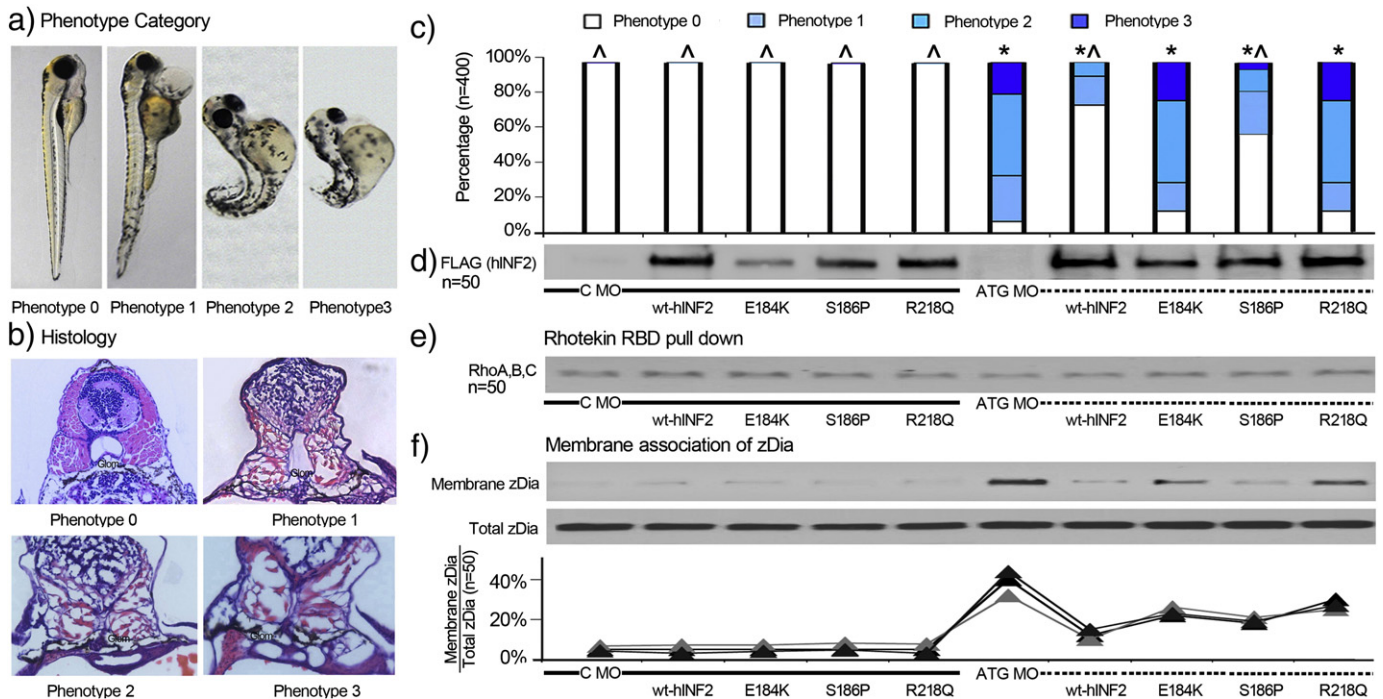 a) Phenotype Category
Phenotype 0 Phenotype 1 Phenotype 2 Phenotype3
b) Histology
Glom
Glom
Phenotype 0 Phenotype 1
Glom
Glom
Phenotype 2 Phenotype 3
c) Phenotype 0 Phenotype 1 Phenotype 2 Phenotype 3
^ ^ ^ ^ ^ * *^ * *^ *
Percentage (n=400)
100%
80%
60%
40%
20%
0%
d) FLAG (hINF2)
n=50
C MO wt-hINF2 E184K S186P R218Q ATG MO wt-hINF2 E184K S186P R218Q
e) Rhotekin RBD pull down
RhoA,B,C
n=50
C MO wt-hINF2 E184K S186P R218Q ATG MO wt-hINF2 E184K S186P R218Q
f) Membrane association of zDia
Membrane zDia
Total zDia
Membrane zDia
Total zDia (n=50)
40%
20%
0%
C MO wt-hINF2 E184K S186P R218Q ATG MO wt-hINF2 E184K S186P R218Q